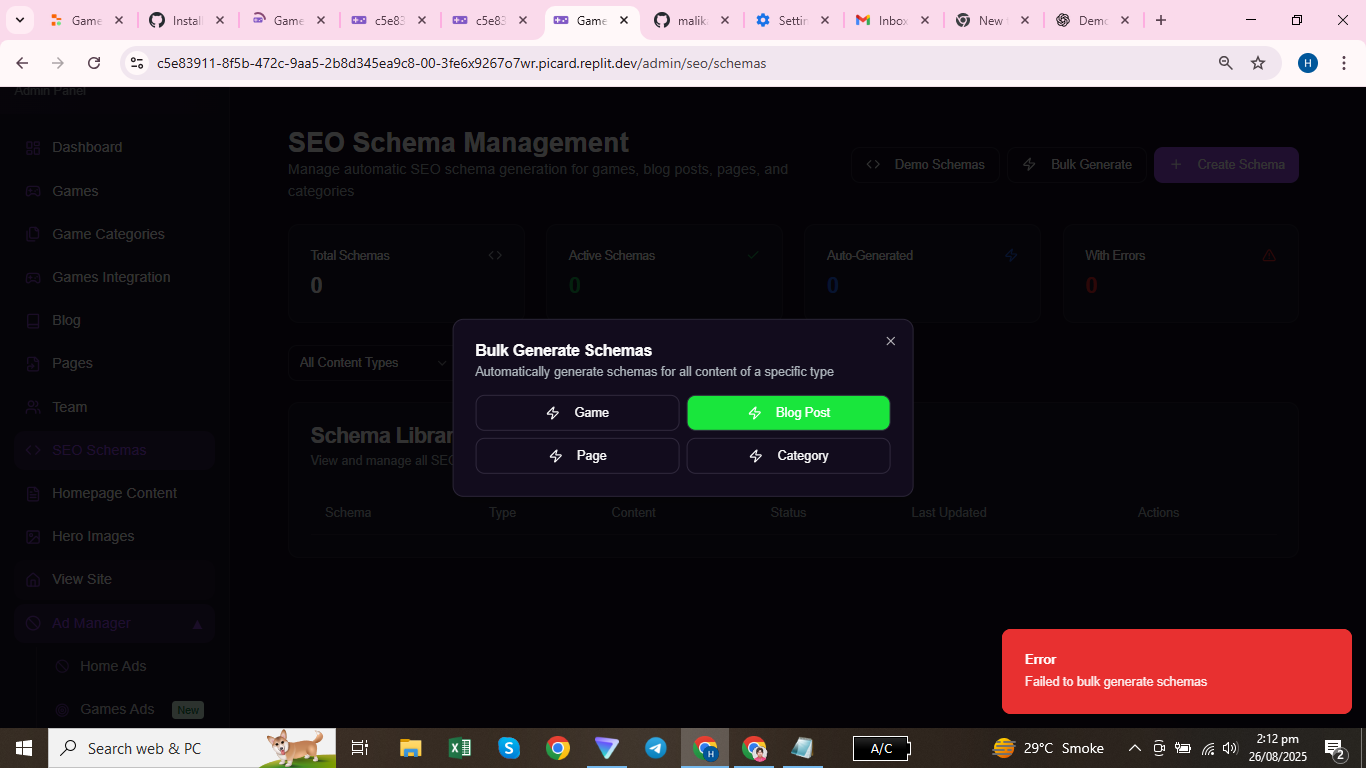 Game
Install
Game
c5e83
c5e83
Game
malik
Settin
Inbox
New
Demo
c5e83911-8f5b-472c-9aa5-2b8d345ea9c8-00-3fe6x9267o7wr.picard.replit.dev/admin/seo/schemas
H
Admin Panel
Dashboard
Games
Game Categories
Games Integration
Blog
Pages
Team
SEO Schemas
Homepage Content
Hero Images
View Site
Ad Manager
Home Ads
Games Ads New
SEO Schema Management
Manage automatic SEO schema generation for games, blog posts, pages, and
categories
Demo Schemas
Bulk Generate
Create Schema
Total Schemas
0
Active Schemas
0
Auto-Generated
0
With Errors
0
All Content Types
Bulk Generate Schemas
Automatically generate schemas for all content of a specific type
Game
Blog Post
Page
Category
Schema Librar
View and manage all SEO
Schema Type Content Status Last Updated Actions
Error
Failed to bulk generate schemas
Search web & PC
A/C
29°C Smoke
2:12 pm
26/08/2025
2